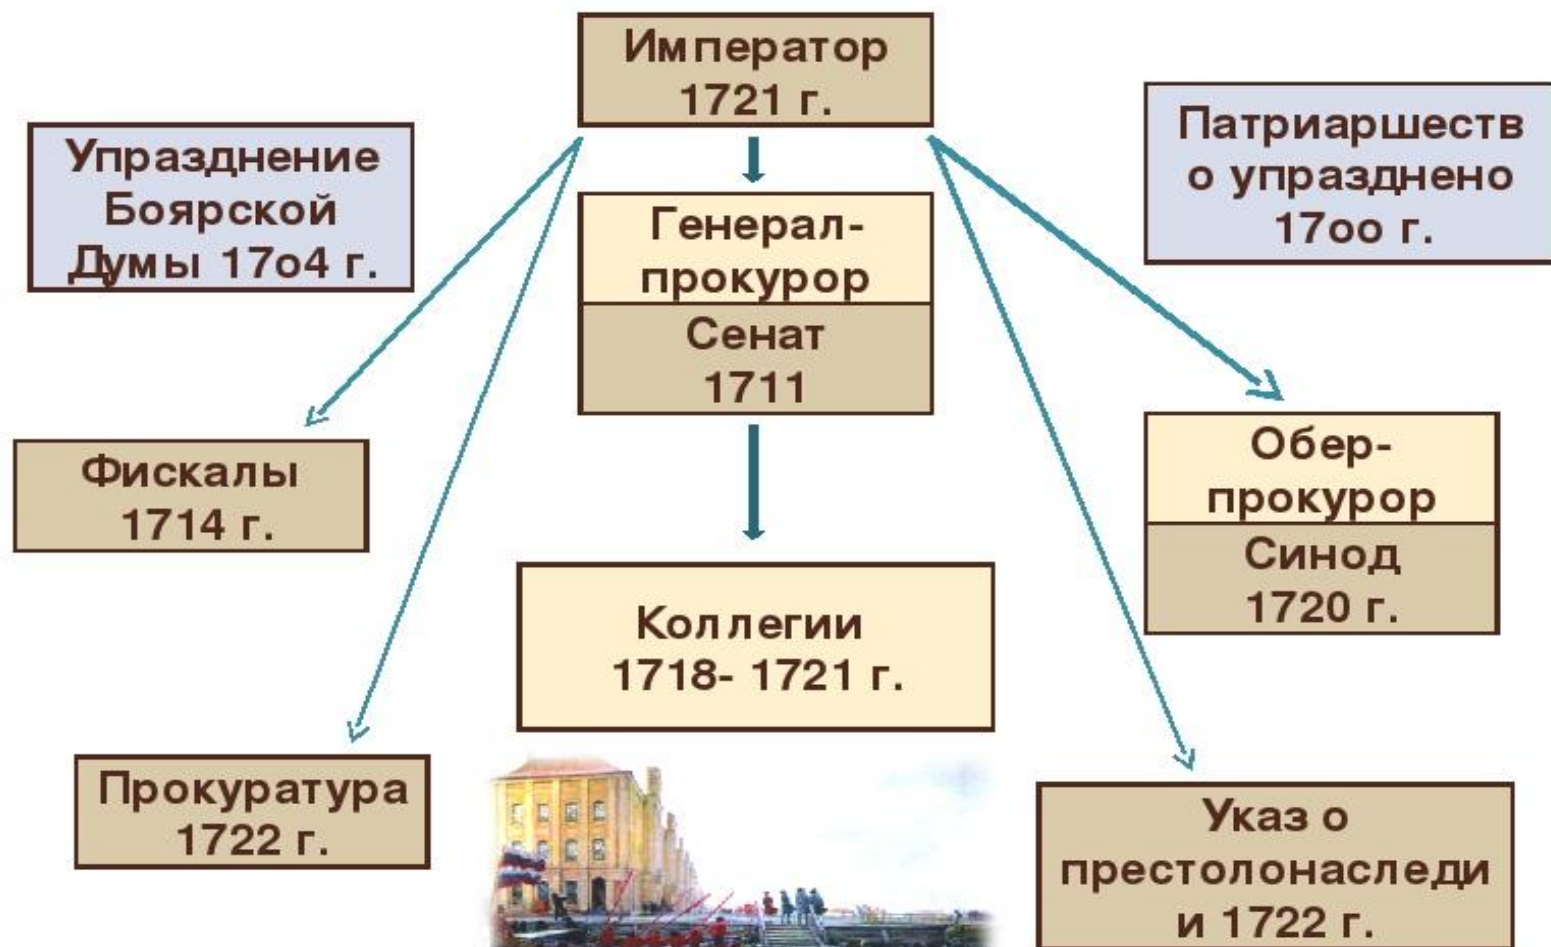 Император
1721 г.
Упразднение
Боярской
Думы 17о4 г.
Патриаршеств
о упразднено
17оо г.
Генерал-
прокурор
Сенат
1711
Фискалы
1714 г.
Обер-
прокурор
Синод
1720 г.
Коллегии
1718- 1721 г.
Прокуратура
1722 г.
Указ о
престолонаследи
и 1722 г.